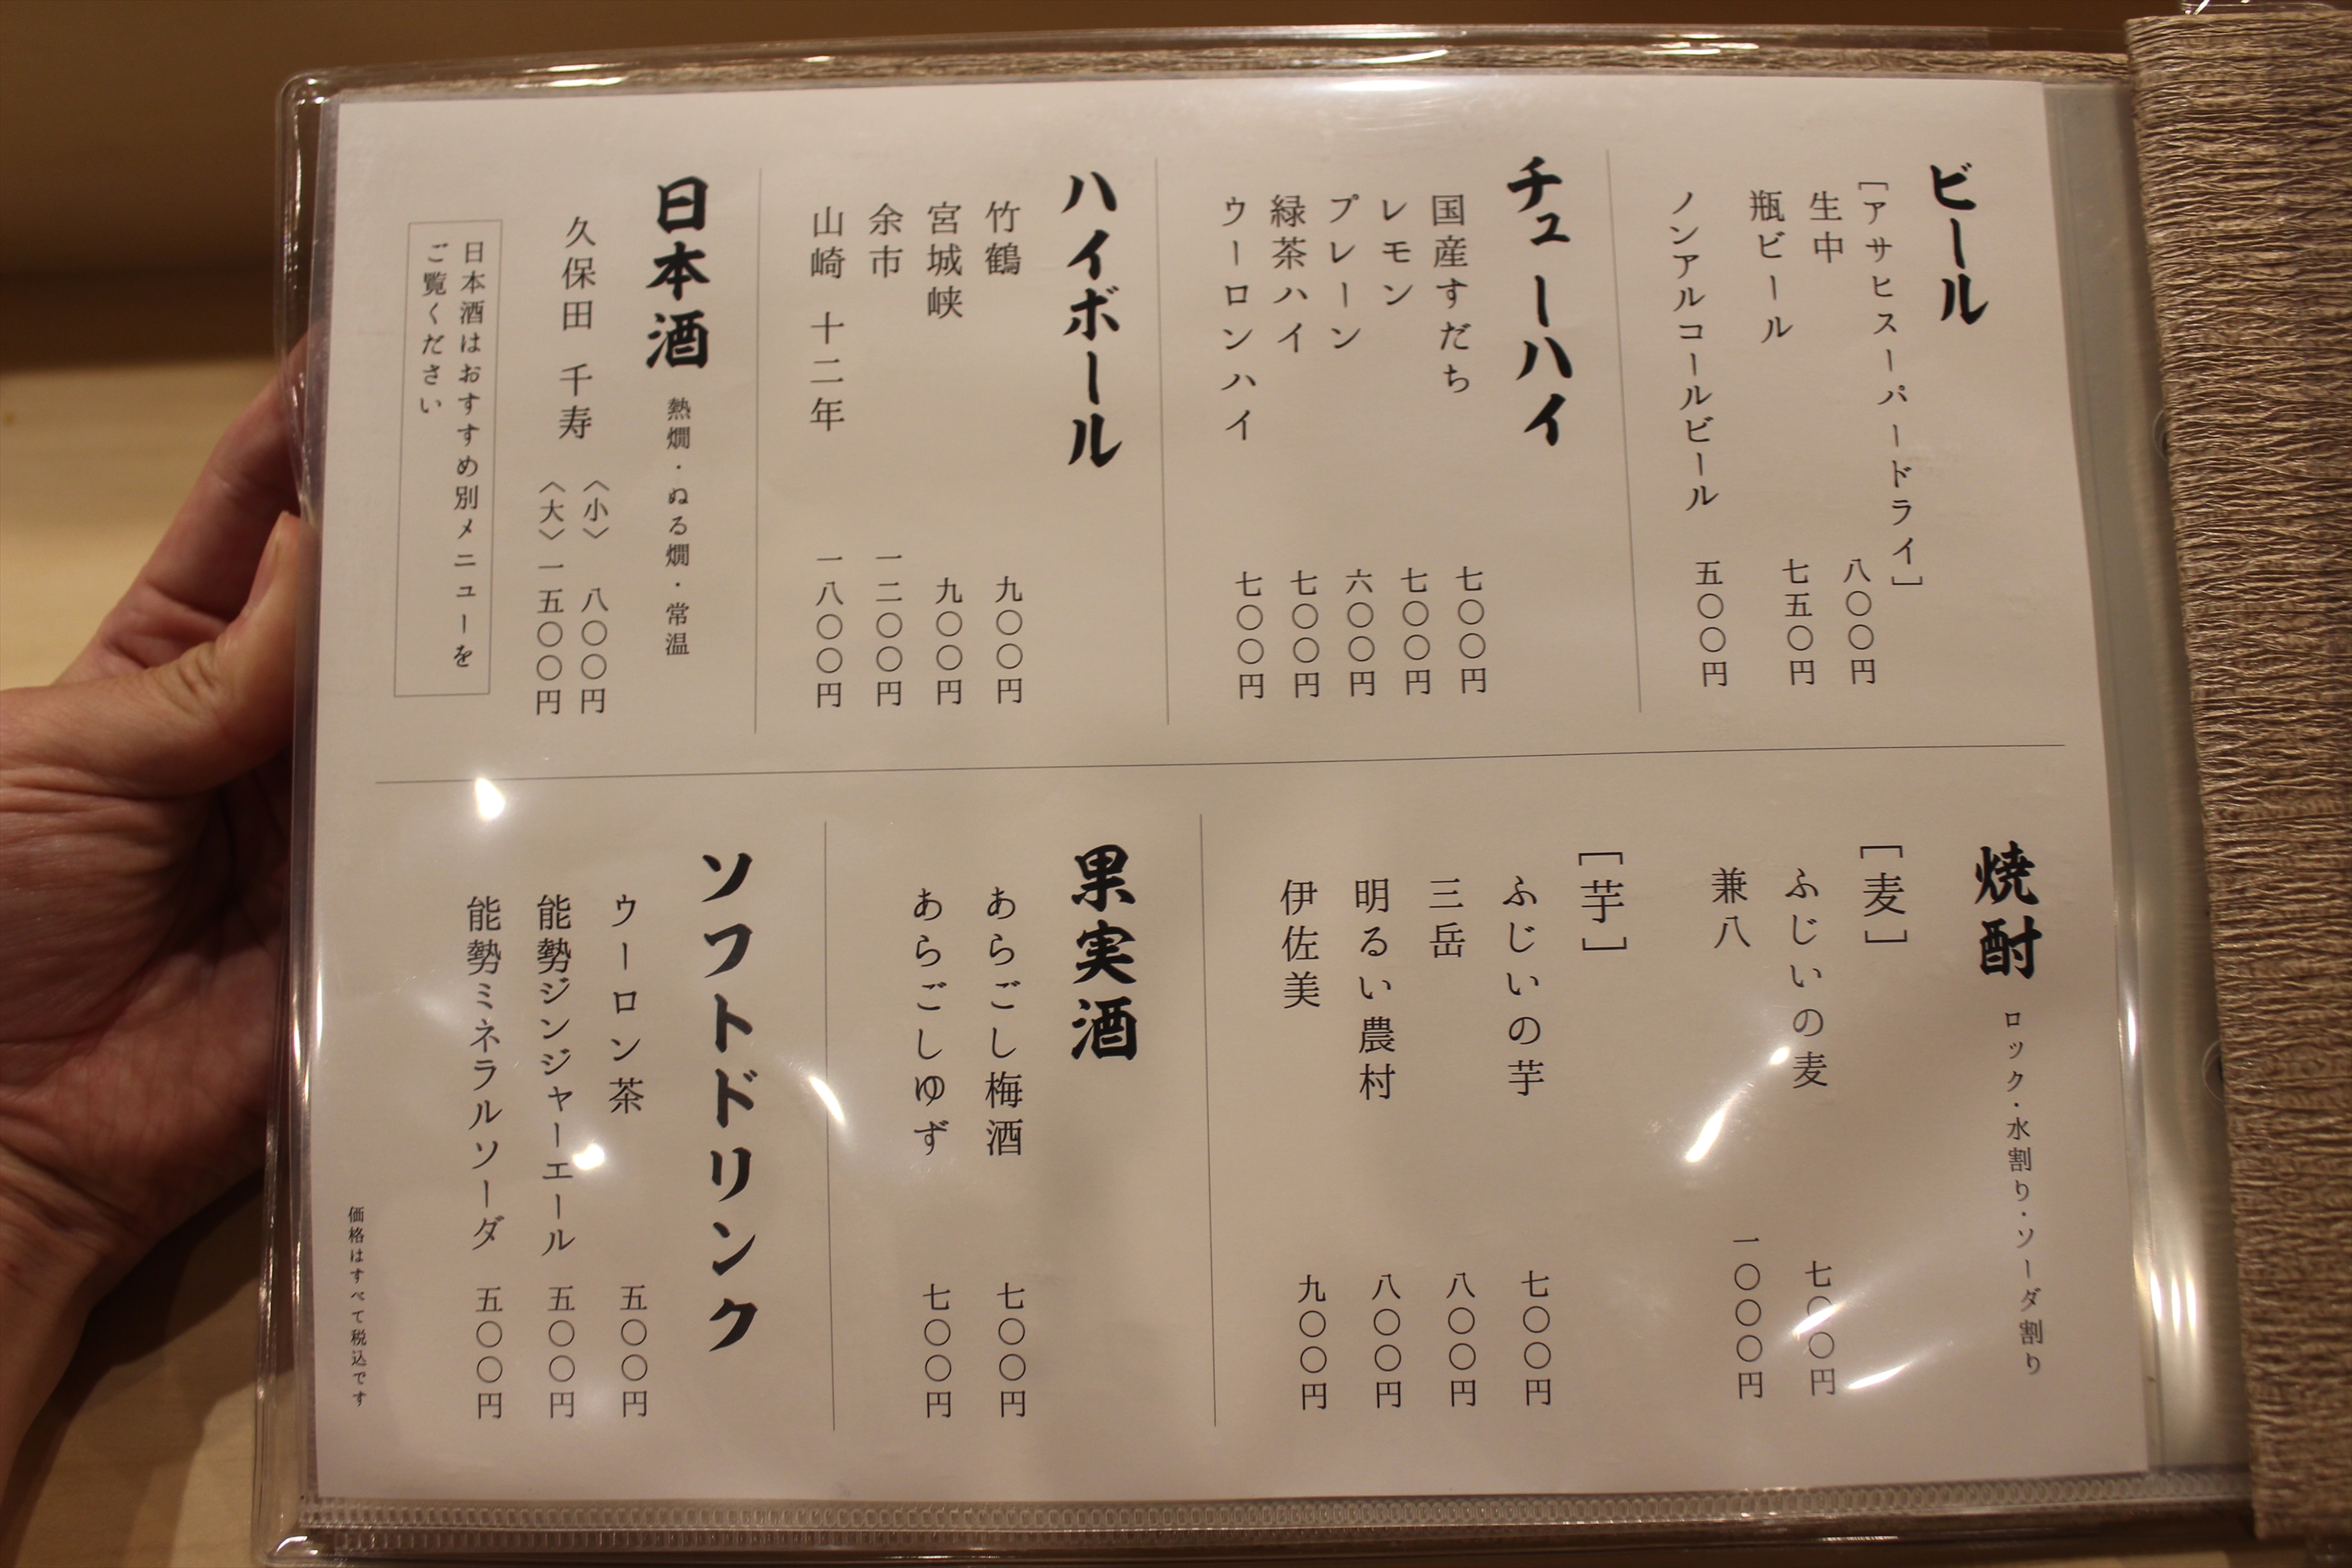 ビール
[アサヒスーパードライ]
生中 八〇〇円
瓶ビール 七五〇円
ノンアルコールビール 五〇〇円
チューハイ
国産すだち 七〇〇円
レモン 七〇〇円
プレーン 六〇〇円
緑茶ハイ 七〇〇円
ウーロンハイ 七〇〇円
ハイボール
竹鶴 九〇〇円
宮城峡 九〇〇円
余市 一二〇〇円
山崎 十二年 一八〇〇円
日本酒 熱燗・ぬる燗・常温
久保田 千寿 〈小〉 八〇〇円
〈大〉一五〇〇円
日本酒はおすすめ別メニューを
ご覧ください
焼酎 ロック・水割り・ソーダ割り
[麦]
ふじいの麦 七〇〇円
兼八 一〇〇〇円
[芋]
ふじいの芋 七〇〇円
三岳 八〇〇円
明るい農村 八〇〇円
伊佐美 九〇〇円
果実酒
あらごし梅酒 七〇〇円
あらごしゆず 七〇〇円
ソフトドリンク
ウーロン茶 五〇〇円
能勢ジンジャーエール 五〇〇円
能勢ミネラルソーダ 五〇〇円
価格はすべて税込です